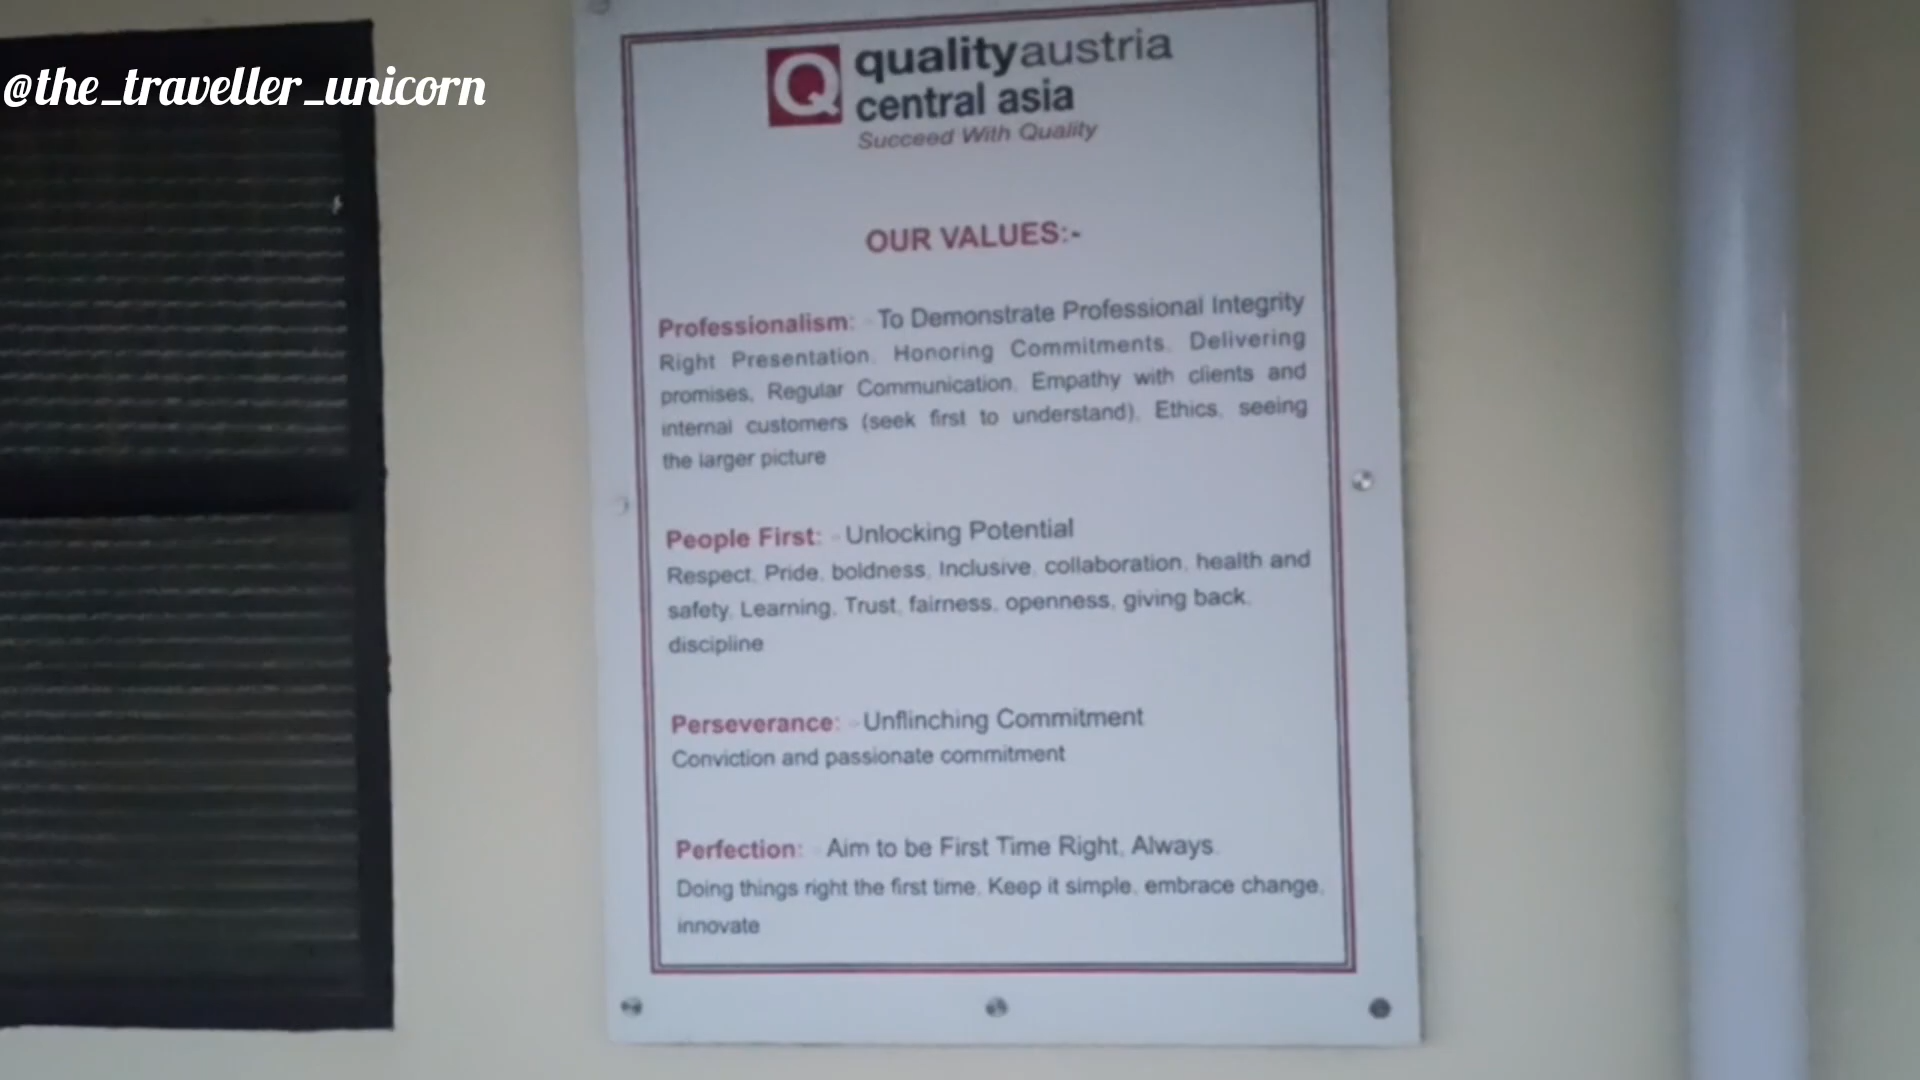 @the_traveller_unicorn
qualityaustria
central asia
Succeed With Quality
OUR VALUES:-
Professionalism: - To Demonstrate Professional Integrity
Right Presentation, Honoring Commitments, Delivering
promises, Regular Communication, Empathy with clients and
internal customers (seek first to understand), Ethics, seeing
the larger picture
People First: - Unlocking Potential
Respect, Pride, boldness, Inclusive, collaboration, health and
safety, Learning, Trust, fairness, openness, giving back,
discipline
Perseverance: - Unflinching Commitment
Conviction and passionate commitment
Perfection: - Aim to be First Time Right, Always.
Doing things right the first time, Keep it simple, embrace change,
innovate